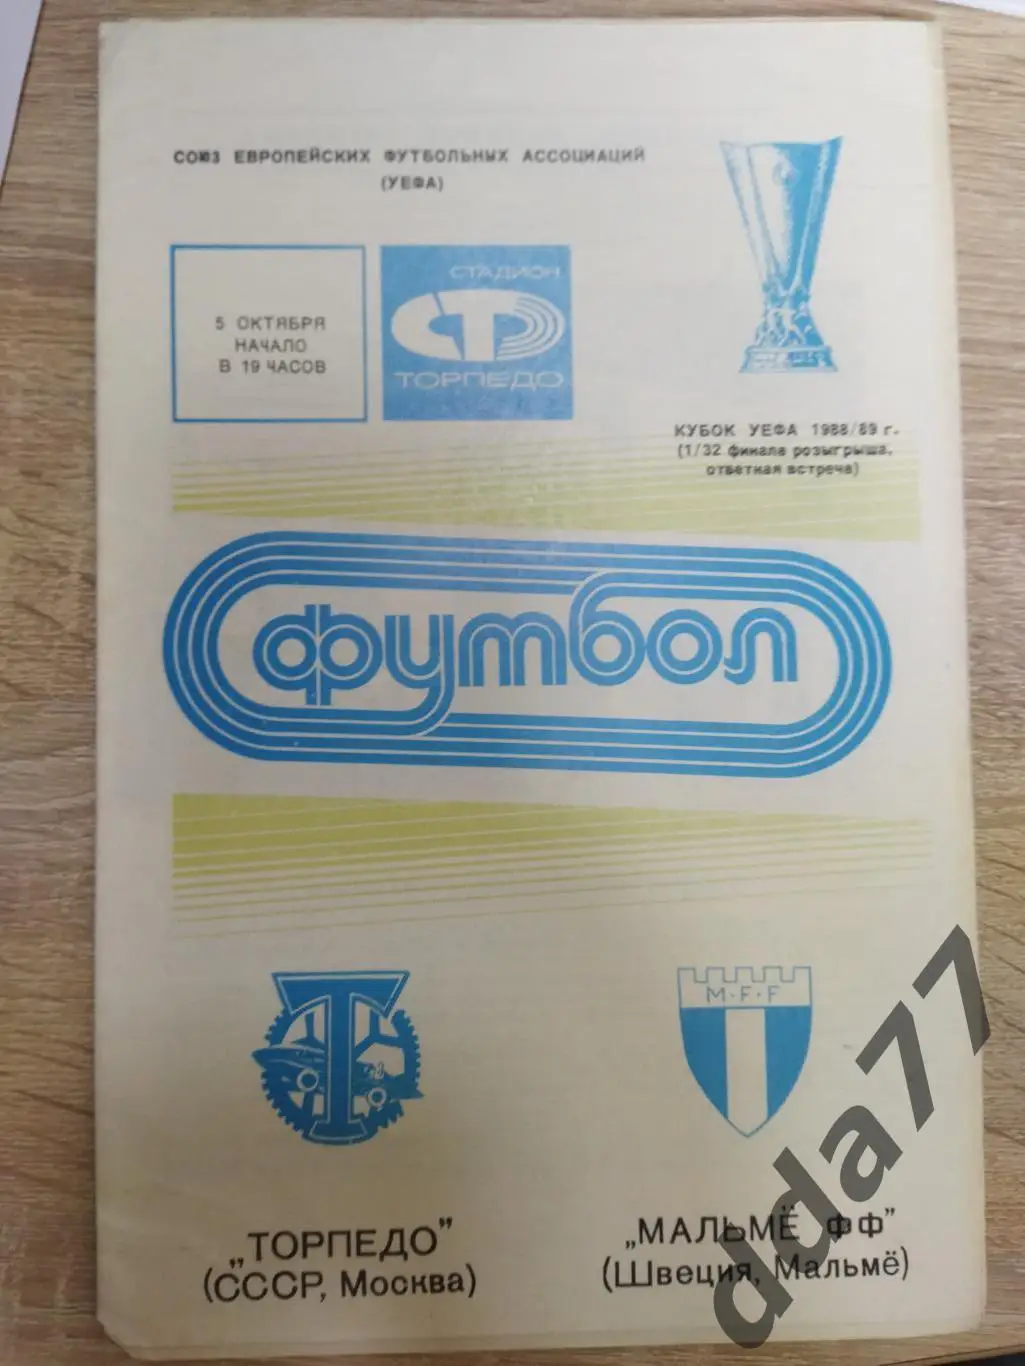 СОЮЗ ЕВРОПЕЙСКИХ ФУТБОЛЬНЫХ АССОЦИАЦИЙ
(УЕФА)
5 ОКТЯБРЯ
НАЧАЛО
В 19 ЧАСОВ
СТАДИОН
ТОРПЕДО
КУБОК УЕФА 1988/89 г.
(1/32 финала розыгрыша,
ответная встреча)
футбол
Т
M·F·F
„ТОРПЕДО"
(СССР, Москва)
„МАЛЬМЁ ФФ"
(Швеция, Мальмё)
dda77